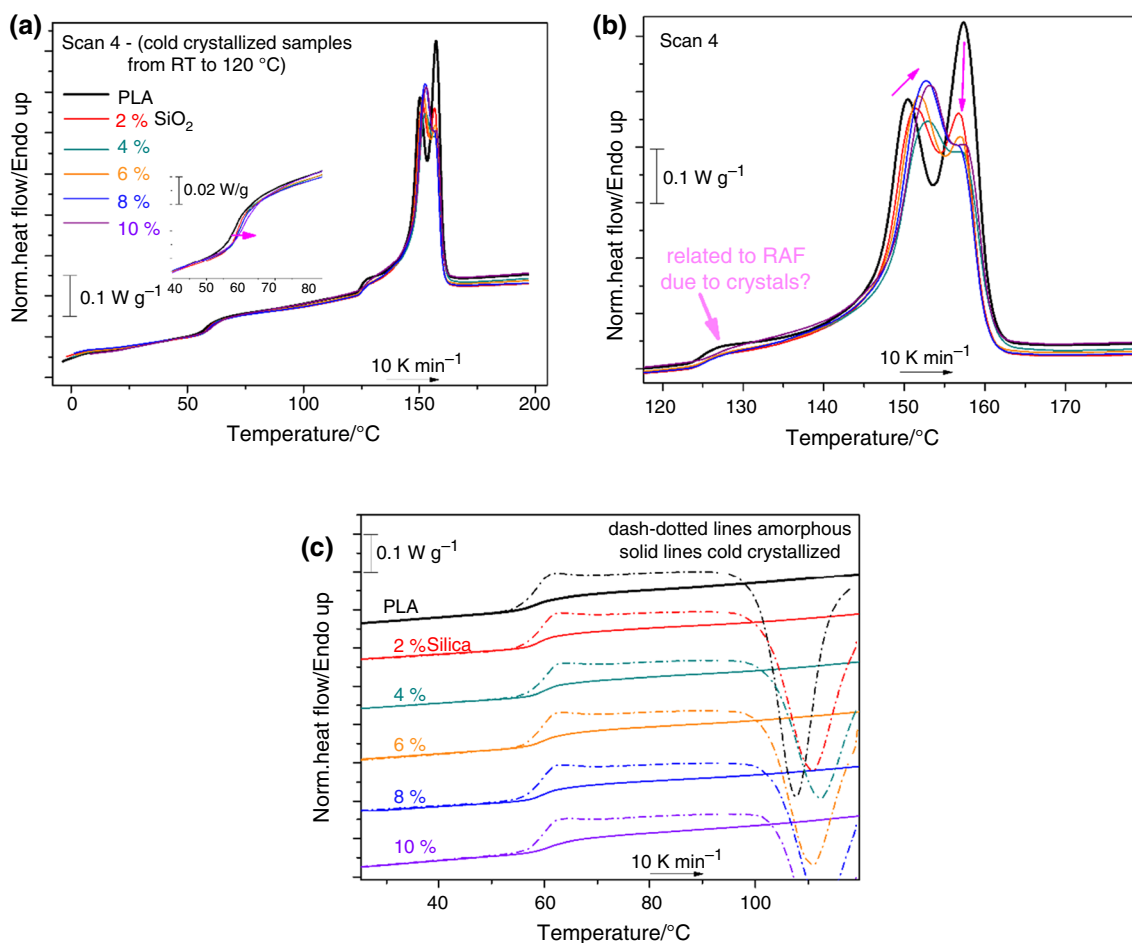 (a)
Scan 4 - (cold crystallized samples
from RT to 120 °C)
PLA
2 % SiO₂
4 %
6 %
8 %
10 %
0.02 W/g
40 50 60 70 80
0.1 W g⁻¹
10 K min⁻¹
Norm.heat flow/Endo up
0 50 100 150 200
Temperature/°C
(b)
Scan 4
0.1 W g⁻¹
related to RAF
due to crystals?
10 K min⁻¹
Norm.heat flow/Endo up
120 130 140 150 160 170
Temperature/°C
(c)
0.1 W g⁻¹
dash-dotted lines amorphous
solid lines cold crystallized
PLA
2 %Silica
4 %
6 %
8 %
10 %
10 K min⁻¹
Norm.heat flow/Endo up
40 60 80 100
Temperature/°C